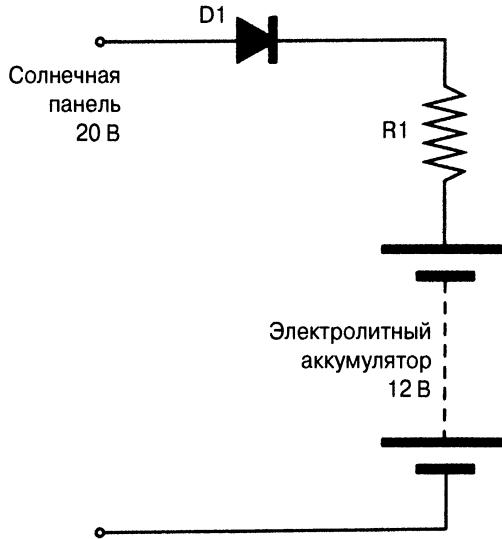 D1
Солнечная
панель
20 В
R1
Электролитный
аккумулятор
12 В